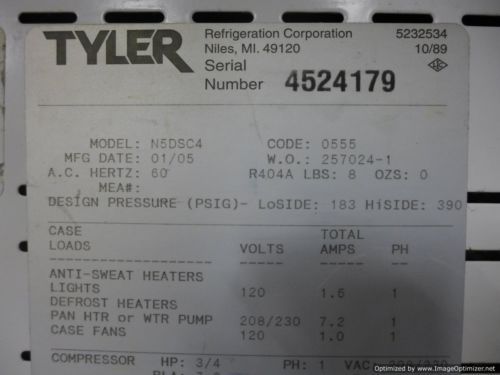 TYLER Refrigeration Corporation 5232534
Niles, MI. 49120 10/89
Serial
Number 4524179
MODEL: N5DSC4 CODE: 0555
MFG DATE: 01/05 W.O.: 257024-1
A.C. HERTZ: 60 R404A LBS: 8 OZS: 0
MEA#:
DESIGN PRESSURE (PSIG)- LoSIDE: 183 HiSIDE: 390
CASE TOTAL
LOADS VOLTS AMPS PH
ANTI-SWEAT HEATERS
LIGHTS 120 1.6 1
DEFROST HEATERS
PAN HTR or WTR PUMP 208/230 7.2 1
CASE FANS 120 1.0 1
COMPRESSOR HP: 3/4 PH: 1 VAC:
Optimized by www.ImageOptimizer.net